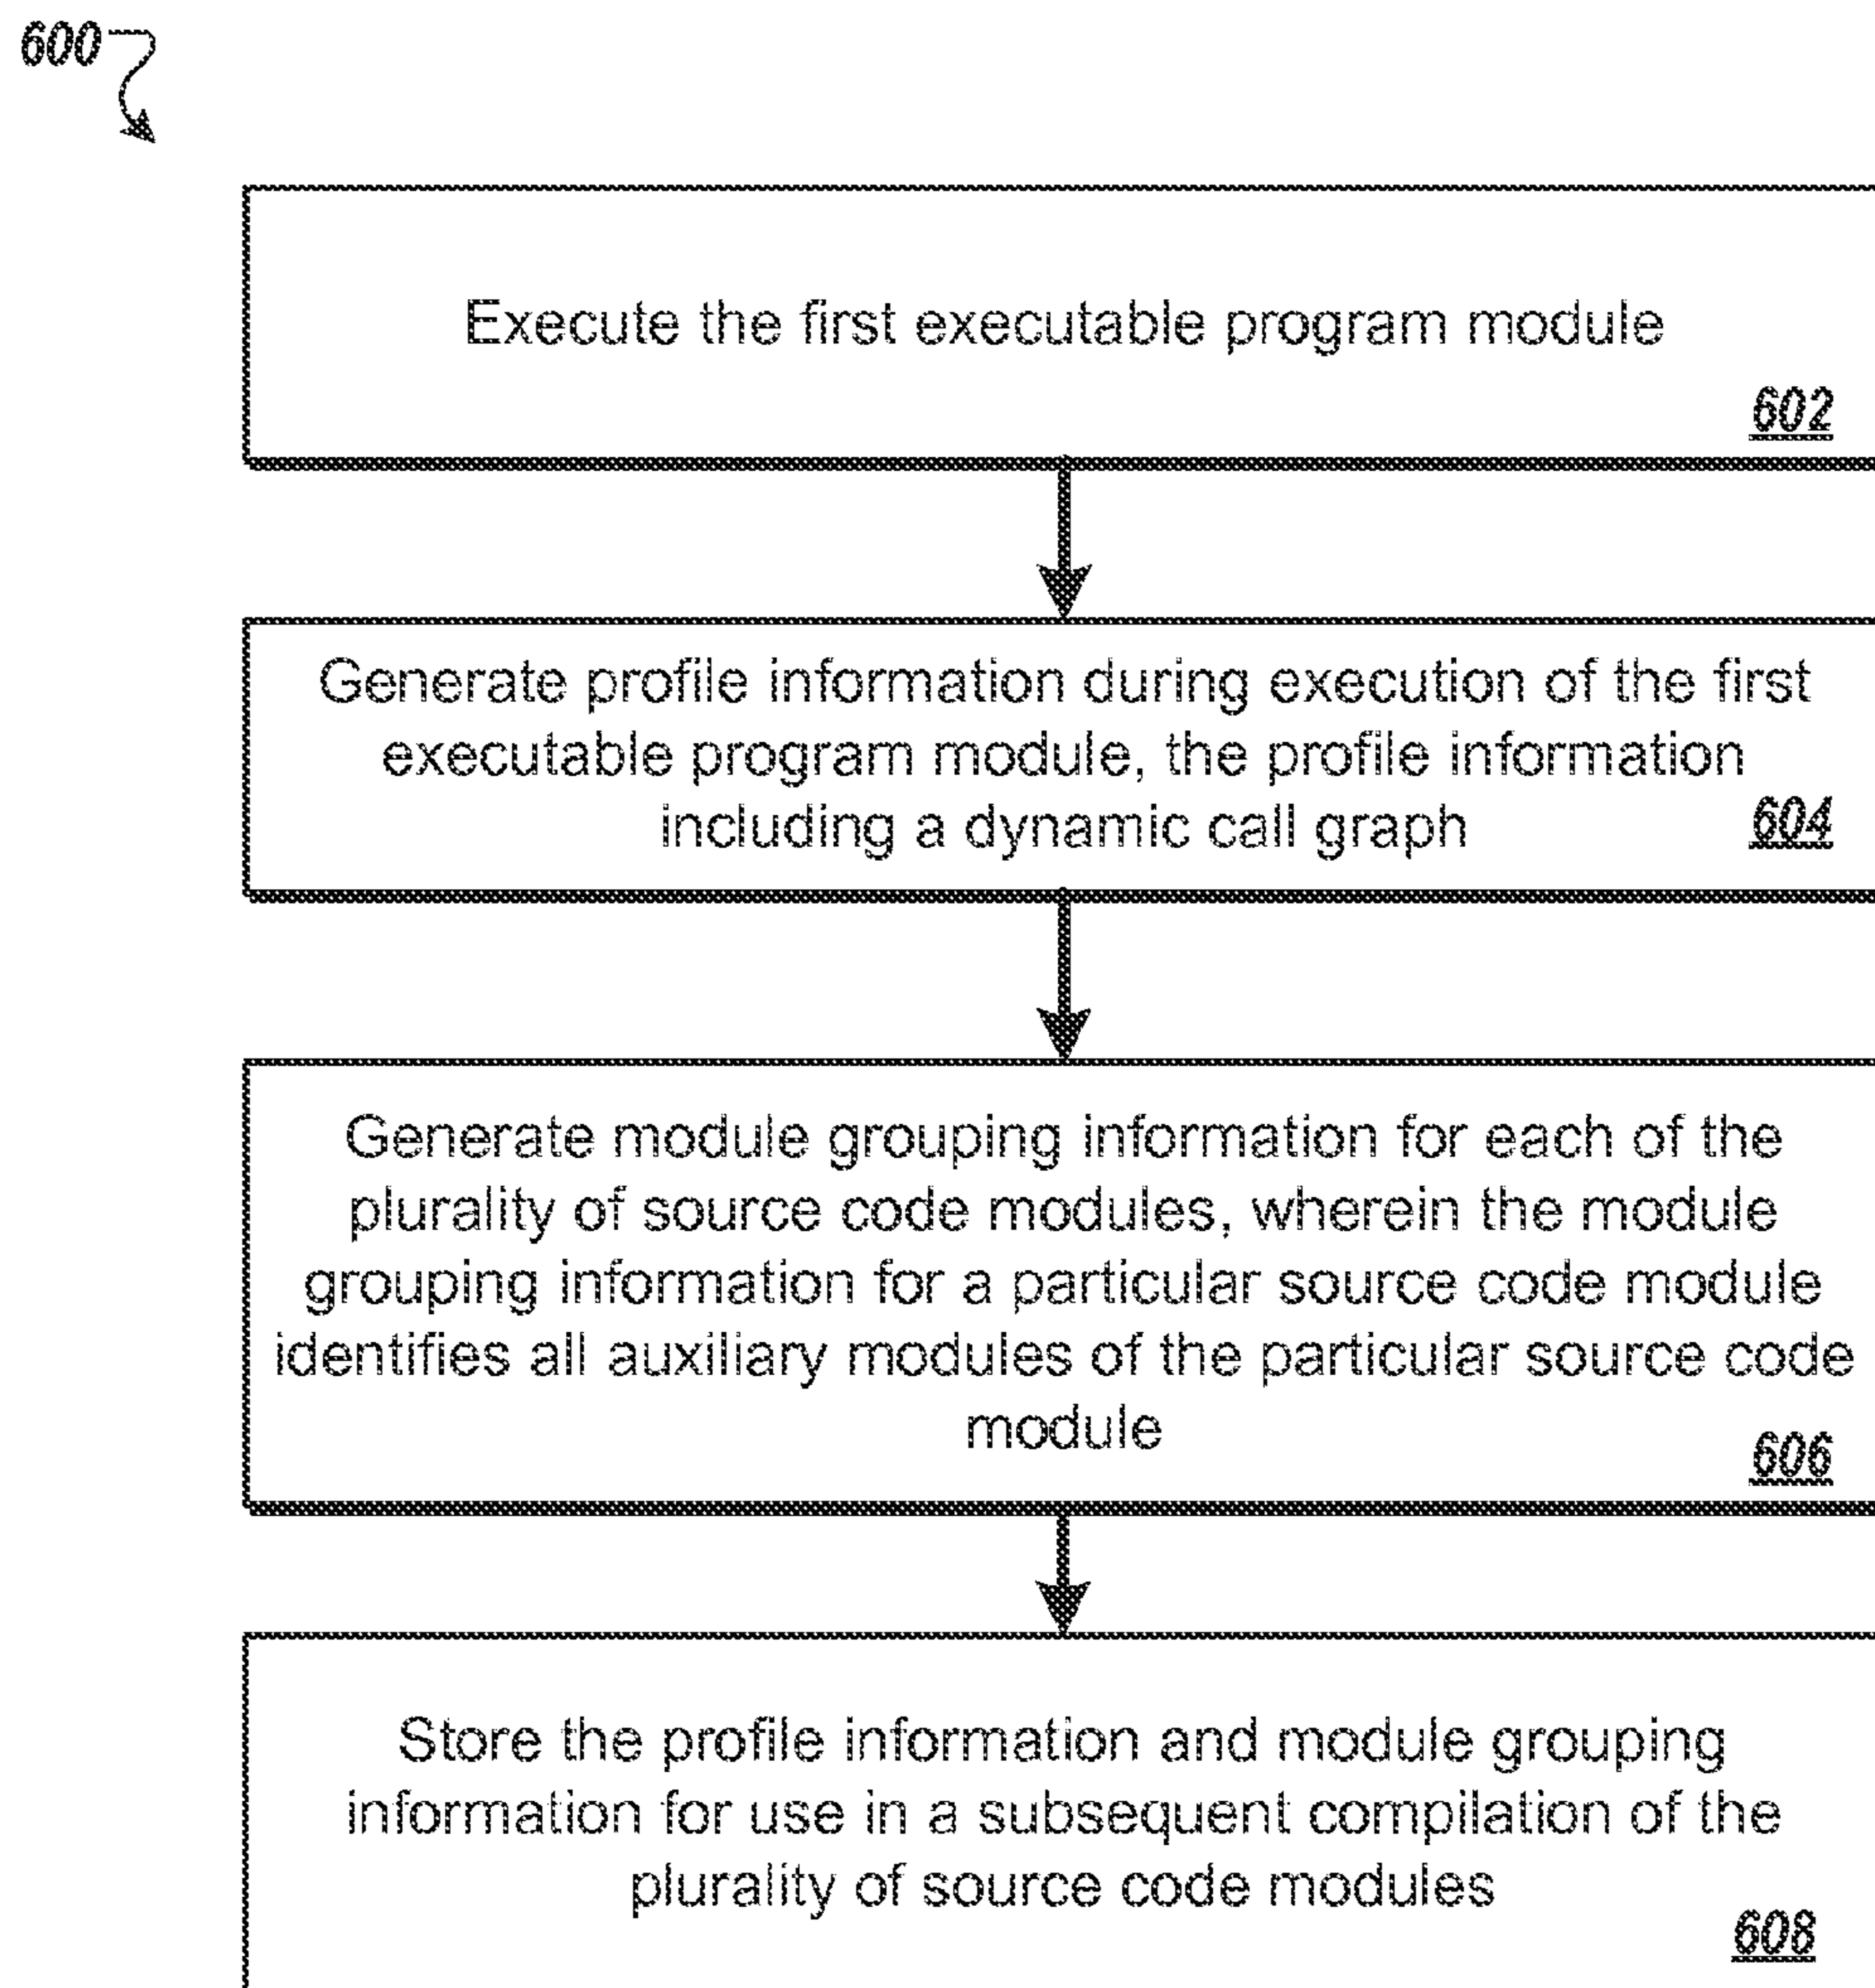 600
Execute the first executable program module
602
Generate profile information during execution of the first
executable program module, the profile information
including a dynamic call graph
604
Generate module grouping information for each of the
plurality of source code modules, wherein the module
grouping information for a particular source code module
identifies all auxiliary modules of the particular source code
module
606
Store the profile information and module grouping
information for use in a subsequent compilation of the
plurality of source code modules
608